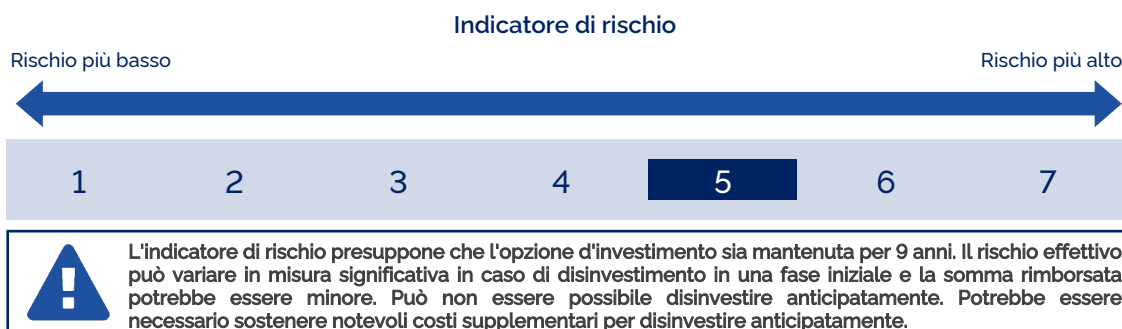 Indicatore di rischio
Rischio più basso
Rischio più alto
1 2 3 4 5 6 7
L'indicatore di rischio presuppone che l'opzione d'investimento sia mantenuta per 9 anni. Il rischio effettivo
può variare in misura significativa in caso di disinvestimento in una fase iniziale e la somma rimborsata
potrebbe essere minore. Può non essere possibile disinvestire anticipatamente. Potrebbe essere
necessario sostenere notevoli costi supplementari per disinvestire anticipatamente.